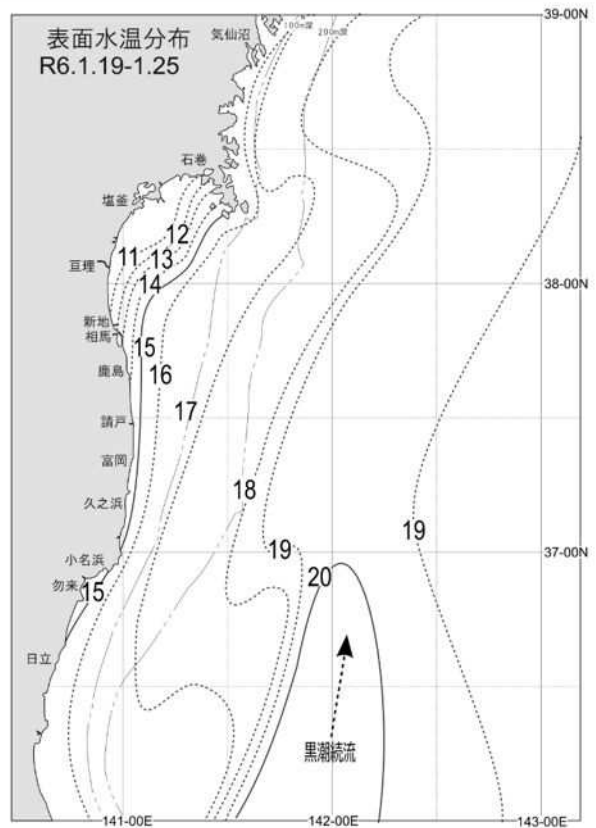 表面水温分布
R6.1.19-1.25
気仙沼
100m深
200m深
39-00N
石巻
塩釜
12
11
13
亘理
14
38-00N
新地
相馬
15
鹿島
16
17
請戸
富岡
18
久之浜
19
19
37-00N
小名浜
20
勿来
15
日立
黒潮続流
141-00E
142-00E
143-00E